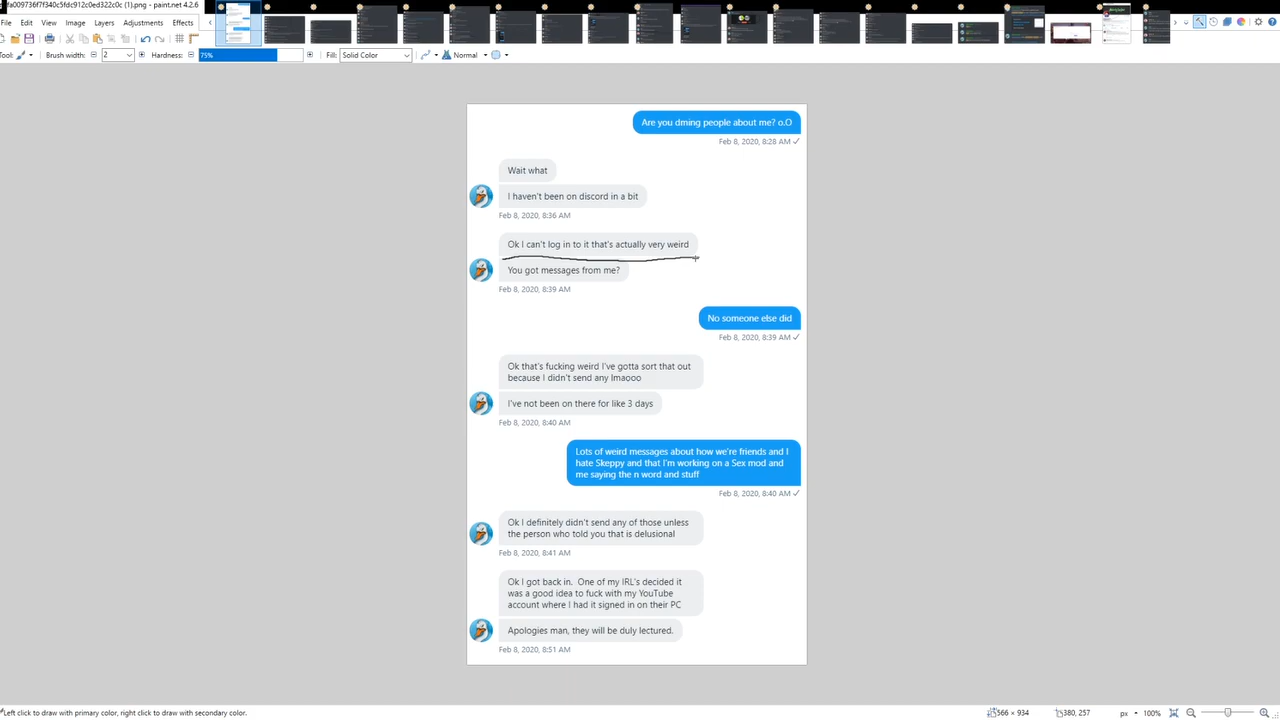 fa009736f7f340c5fdc912c0ed322c0c (1).png - paint.net 4.2.6
File Edit View Image Layers Adjustments Effects
Tool: Brush width: 2 Hardness: 75% Fill: Solid Color Normal
Are you dming people about me? o.O
Feb 8, 2020, 8:28 AM ✓
Wait what
I haven't been on discord in a bit
Feb 8, 2020, 8:36 AM
Ok I can't log in to it that's actually very weird
You got messages from me?
Feb 8, 2020, 8:39 AM
No someone else did
Feb 8, 2020, 8:39 AM ✓
Ok that's fucking weird I've gotta sort that out
because I didn't send any lmaooo
I've not been on there for like 3 days
Feb 8, 2020, 8:40 AM
Lots of weird messages about how we're friends and I
hate Skeppy and that I'm working on a Sex mod and
me saying the n word and stuff
Feb 8, 2020, 8:40 AM ✓
Ok I definitely didn't send any of those unless
the person who told you that is delusional
Feb 8, 2020, 8:41 AM
Ok I got back in. One of my IRL's decided it
was a good idea to fuck with my YouTube
account where I had it signed in on their PC
Apologies man, they will be duly lectured.
Feb 8, 2020, 8:51 AM
Left click to draw with primary color, right click to draw with secondary color. 566 × 934 380, 257 px 100%